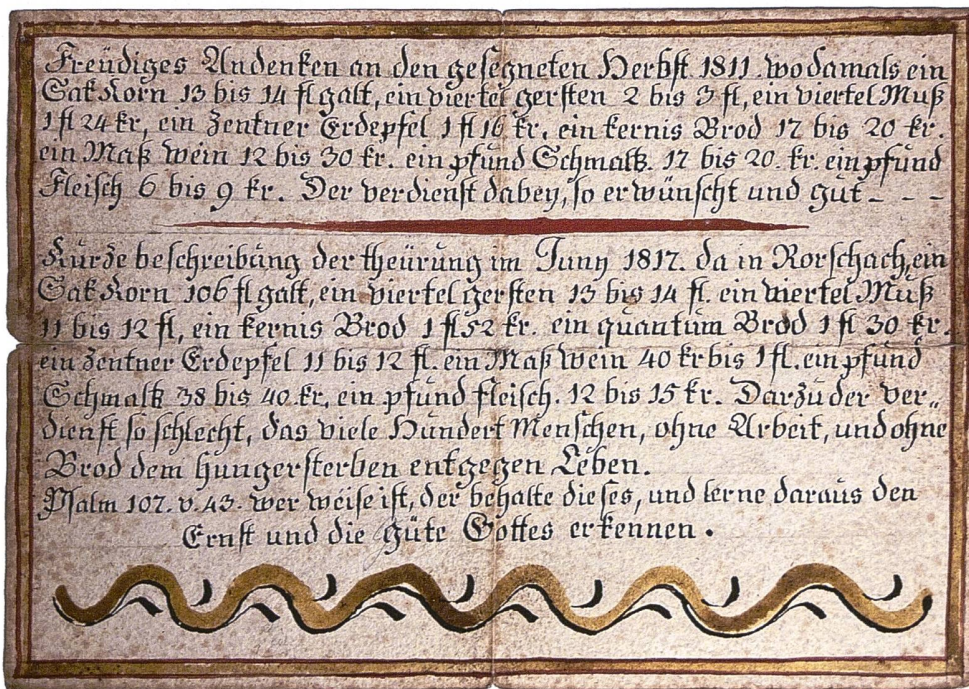 Freüdiges Andenken an den gesegneten Herbst 1811. wo damals ein
Sak Korn 13 bis 14 fl galt, ein viertel gersten 2 bis 3 fl, ein viertel Muß
1 fl 24 kr, ein Zentner Erdepfel 1 fl 16 kr. ein kernis Brod 17 bis 20 kr.
ein Maß wein 12 bis 30 kr. ein pfund Schmaltz. 17 bis 20. kr. ein pfund
Fleisch 6 bis 9 kr. Der verdienst dabey, so erwünscht und gut - - -
Kurze beschreibung der theürung im Juny 1817. da in Rorschach, ein
Sak Korn 106 fl galt, ein viertel gersten 13 bis 14 fl. ein viertel Muß
11 bis 12 fl, ein kernis Brod 1 fl 52 kr. ein quantum Brod 1 fl 30 kr.
ein Zentner Erdepfel 11 bis 12 fl. ein Maß wein 40 kr bis 1 fl. ein pfund
Schmaltz 38 bis 40 kr. ein pfund fleisch. 12 bis 15 kr. Darzu der ver„
dienst so schlecht, das viele Hundert Menschen, ohne Arbeit, und ohne
Brod dem hungersterben entgegen Leben.
Psalm 107. v. 43. wer weise ist, der behalte dieses, und lerne daraus den
Ernst und die güte Gottes erkennen.